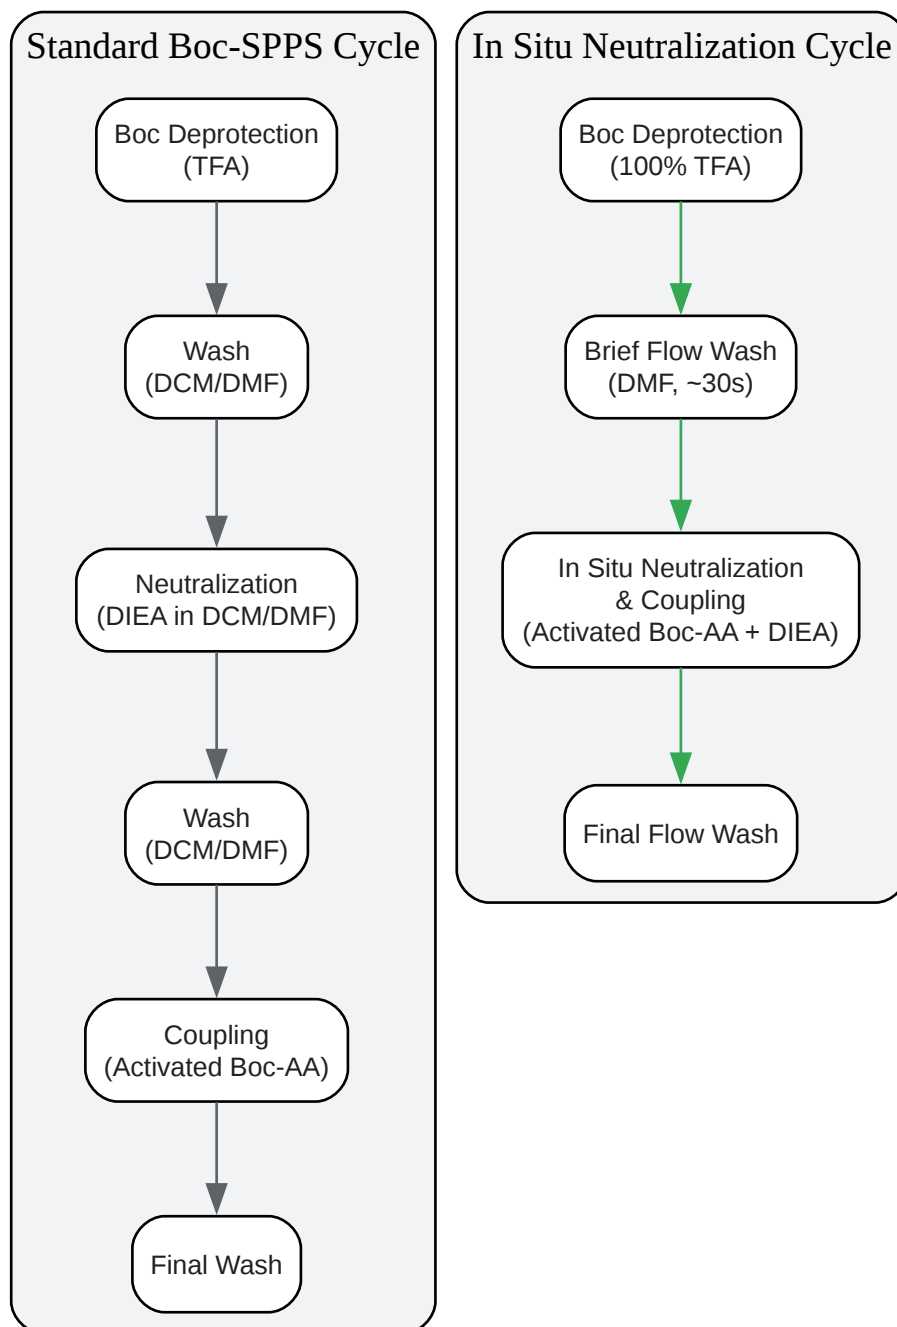 Standard Boc-SPPS Cycle
Boc Deprotection
(TFA)
Wash
(DCM/DMF)
Neutralization
(DIEA in DCM/DMF)
Wash
(DCM/DMF)
Coupling
(Activated Boc-AA)
Final Wash
In Situ Neutralization Cycle
Boc Deprotection
(100% TFA)
Brief Flow Wash
(DMF, ~30s)
In Situ Neutralization
& Coupling
(Activated Boc-AA + DIEA)
Final Flow Wash